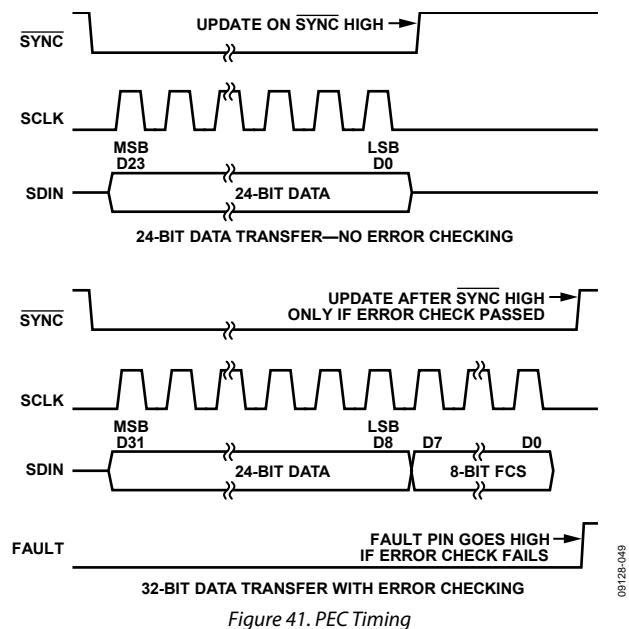 UPDATE ON SYNC HIGH
SYNC
SCLK
MSB
D23
LSB
D0
SDIN
24-BIT DATA
24-BIT DATA TRANSFER—NO ERROR CHECKING
UPDATE AFTER SYNC HIGH
ONLY IF ERROR CHECK PASSED
SYNC
SCLK
MSB
D31
LSB
D8
D7
D0
SDIN
24-BIT DATA
8-BIT FCS
FAULT
FAULT PIN GOES HIGH
IF ERROR CHECK FAILS
32-BIT DATA TRANSFER WITH ERROR CHECKING
09128-049
Figure 41. PEC Timing